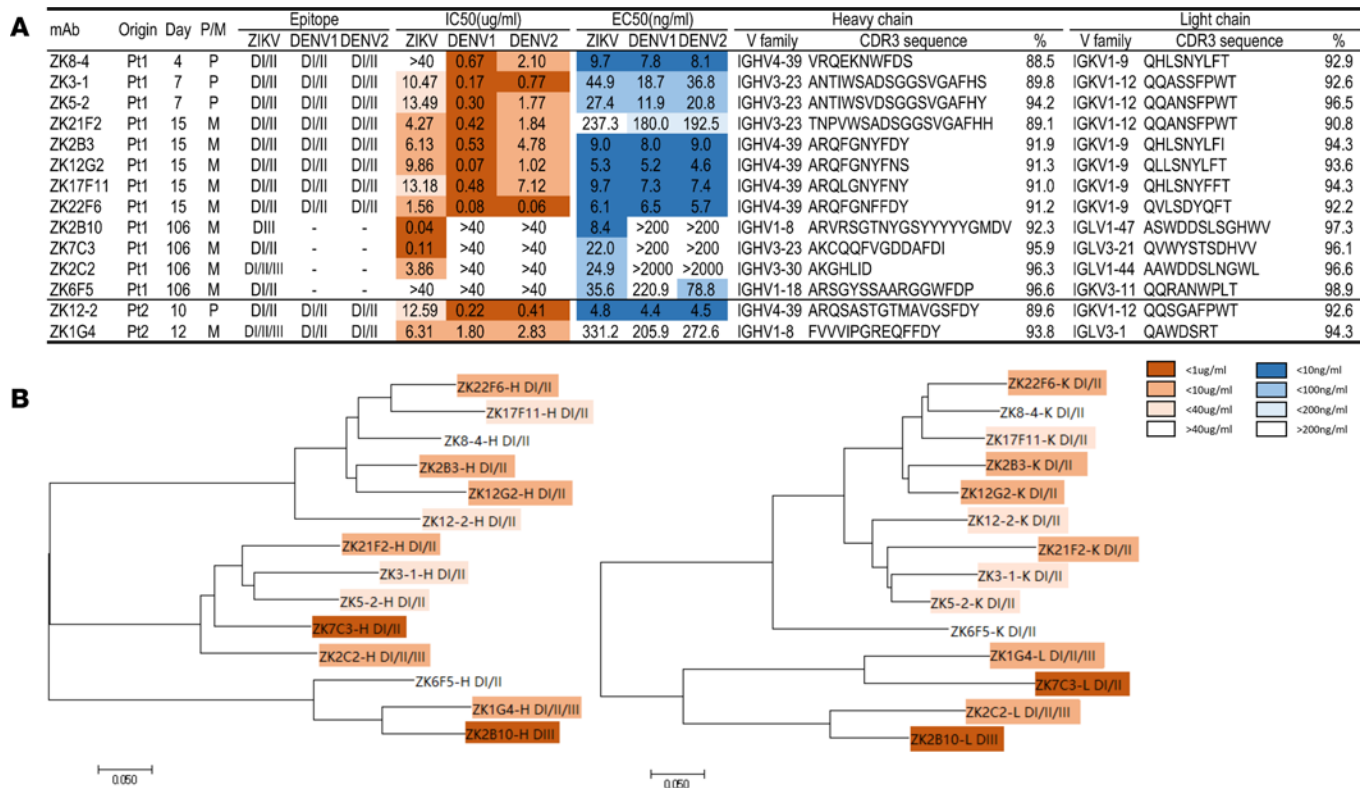 A
Epitope IC50(ug/ml) EC50(ng/ml) Heavy chain Light chain
mAb Origin Day P/M ZIKV DENV1 DENV2 ZIKV DENV1 DENV2 ZIKV DENV1 DENV2 V family CDR3 sequence % V family CDR3 sequence %
ZK8-4 Pt1 4 P DI/II DI/II DI/II >40 0.67 2.10 9.7 7.8 8.1 IGHV4-39 VRQEKNWFDS 88.5 IGKV1-9 QHLSNYLFT 92.9
ZK3-1 Pt1 7 P DI/II DI/II DI/II 10.47 0.17 0.77 44.9 18.7 36.8 IGHV3-23 ANTIWSADSGGSVGAFHS 89.8 IGKV1-12 QQASSFPWT 92.6
ZK5-2 Pt1 7 P DI/II DI/II DI/II 13.49 0.30 1.77 27.4 11.9 20.8 IGHV3-23 ANTIWSVDSGGSVGAFHY 94.2 IGKV1-12 QQANSFPWT 96.5
ZK21F2 Pt1 15 M DI/II DI/II DI/II 4.27 0.42 1.84 237.3 180.0 192.5 IGHV3-23 TNPVWSADSGGSVGAFHH 89.1 IGKV1-12 QQANSFPWT 90.8
ZK2B3 Pt1 15 M DI/II DI/II DI/II 6.13 0.53 4.78 9.0 8.0 9.0 IGHV4-39 ARQFGNYFDY 91.9 IGKV1-9 QHLSNYLFI 94.3
ZK12G2 Pt1 15 M DI/II DI/II DI/II 9.86 0.07 1.02 5.3 5.2 4.6 IGHV4-39 ARQFGNYFNS 91.3 IGKV1-9 QLLSNYLFT 93.6
ZK17F11 Pt1 15 M DI/II DI/II DI/II 13.18 0.48 7.12 9.7 7.3 7.4 IGHV4-39 ARQLGNYFNY 91.0 IGKV1-9 QHLSNYFFT 94.3
ZK22F6 Pt1 15 M DI/II DI/II DI/II 1.56 0.08 0.06 6.1 6.5 5.7 IGHV4-39 ARQFGNFFDY 91.2 IGKV1-9 QVLSDYQFT 92.2
ZK2B10 Pt1 106 M DIII - - 0.04 >40 >40 8.4 >200 >200 IGHV1-8 ARVRSGTNYGSYYYYYGMDV 92.3 IGLV1-47 ASWDDSLSGHWV 97.3
ZK7C3 Pt1 106 M DI/II - - 0.11 >40 >40 22.0 >200 >200 IGHV3-23 AKCQQFVGDDAFDI 95.9 IGLV3-21 QVWYSTSDHVV 96.1
ZK2C2 Pt1 106 M DI/II/III - - 3.86 >40 >40 24.9 >2000 >2000 IGHV3-30 AKGHLID 96.3 IGLV1-44 AAWDDSLNGWL 96.6
ZK6F5 Pt1 106 M DI/II - - >40 >40 >40 35.6 220.9 78.8 IGHV1-18 ARSGYSSAARGGWFDP 96.6 IGKV3-11 QQRANWPLT 98.9
ZK12-2 Pt2 10 P DI/II DI/II DI/II 12.59 0.22 0.41 4.8 4.4 4.5 IGHV4-39 ARQSASTGTMAVGSFDY 89.6 IGKV1-12 QQSGAFPWT 92.6
ZK1G4 Pt2 12 M DI/II/III DI/II DI/II 6.31 1.80 2.83 331.2 205.9 272.6 IGHV1-8 FVVVIPGREQFFDY 93.8 IGLV3-1 QAWDSRT 94.3
B
ZK22F6-H DI/II
ZK17F11-H DI/II
ZK8-4-H DI/II
ZK2B3-H DI/II
ZK12G2-H DI/II
ZK12-2-H DI/II
ZK21F2-H DI/II
ZK3-1-H DI/II
ZK5-2-H DI/II
ZK7C3-H DI/II
ZK2C2-H DI/II/III
ZK6F5-H DI/II
ZK1G4-H DI/II/III
ZK2B10-H DIII
0.050
ZK22F6-K DI/II
ZK8-4-K DI/II
ZK17F11-K DI/II
ZK2B3-K DI/II
ZK12G2-K DI/II
ZK12-2-K DI/II
ZK21F2-K DI/II
ZK3-1-K DI/II
ZK5-2-K DI/II
ZK6F5-K DI/II
ZK1G4-L DI/II/III
ZK7C3-L DI/II
ZK2C2-L DI/II/III
ZK2B10-L DIII
0.050
<1ug/ml <10ng/ml
<10ug/ml <100ng/ml
<40ug/ml <200ng/ml
>40ug/ml >200ng/ml